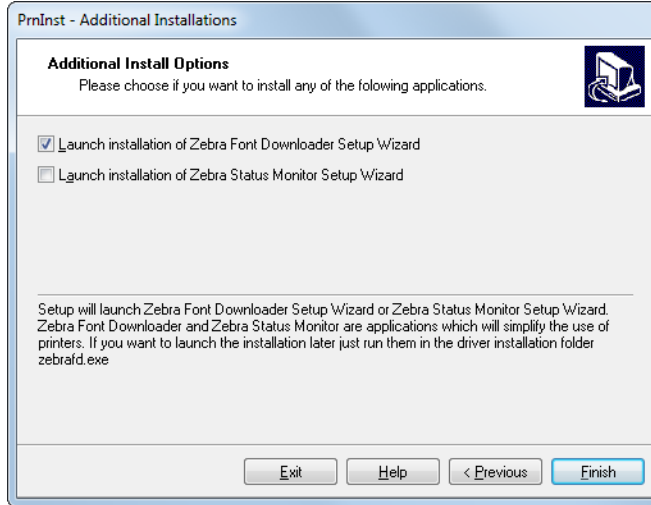 PrnInst - Additional Installations
Additional Install Options
Please choose if you want to install any of the folowing applications.
Launch installation of Zebra Font Downloader Setup Wizard
Launch installation of Zebra Status Monitor Setup Wizard
Setup will launch Zebra Font Downloader Setup Wizard or Zebra Status Monitor Setup Wizard.
Zebra Font Downloader and Zebra Status Monitor are applications which will simplify the use of
printers. If you want to launch the installation later just run them in the driver installation folder
zebrafd.exe
Exit
Help
< Previous
Finish